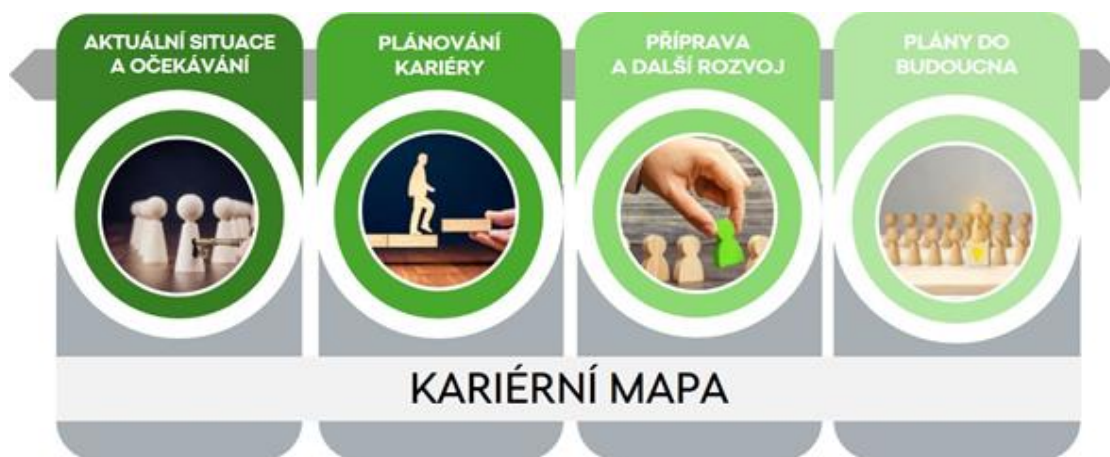 AKTUÁLNÍ SITUACE
A OČEKÁVÁNÍ
PLÁNOVÁNÍ
KARIÉRY
PŘÍPRAVA
A DALŠÍ ROZVOJ
PLÁNY DO
BUDOUCNA
KARIÉRNÍ MAPA